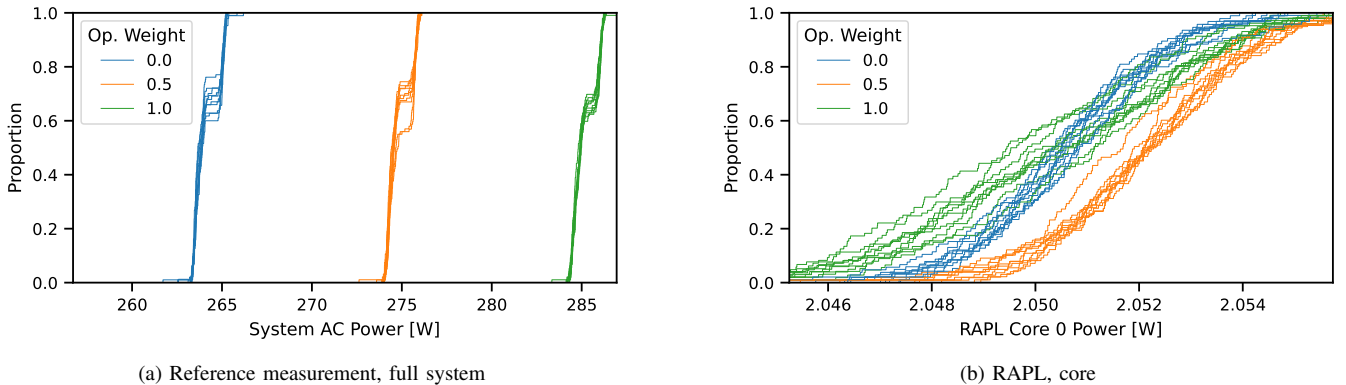 1.0
0.8
0.6
0.4
0.2
0.0
Proportion
Op. Weight
0.0
0.5
1.0
260 265 270 275 280 285
System AC Power [W]
(a) Reference measurement, full system
1.0
0.8
0.6
0.4
0.2
0.0
Proportion
Op. Weight
0.0
0.5
1.0
2.046 2.048 2.050 2.052 2.054
RAPL Core 0 Power [W]
(b) RAPL, core